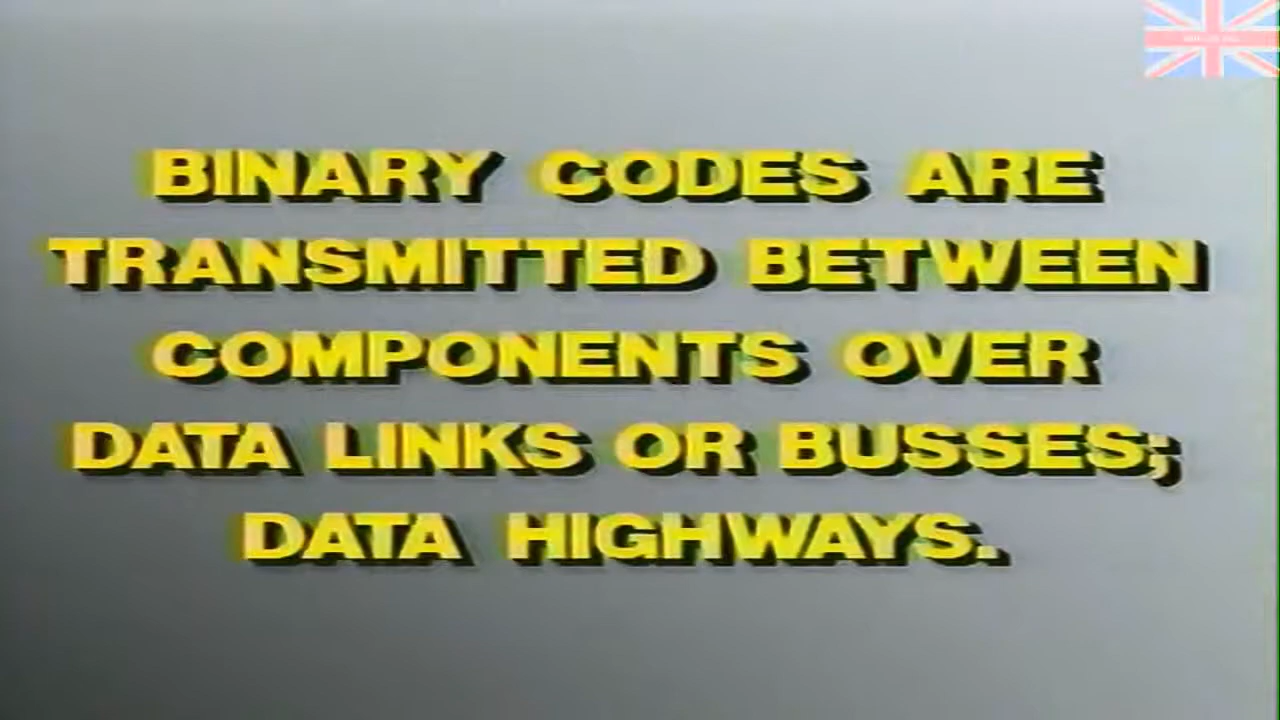 BINARY CODES ARE
TRANSMITTED BETWEEN
COMPONENTS OVER
DATA LINKS OR BUSSES;
DATA HIGHWAYS.